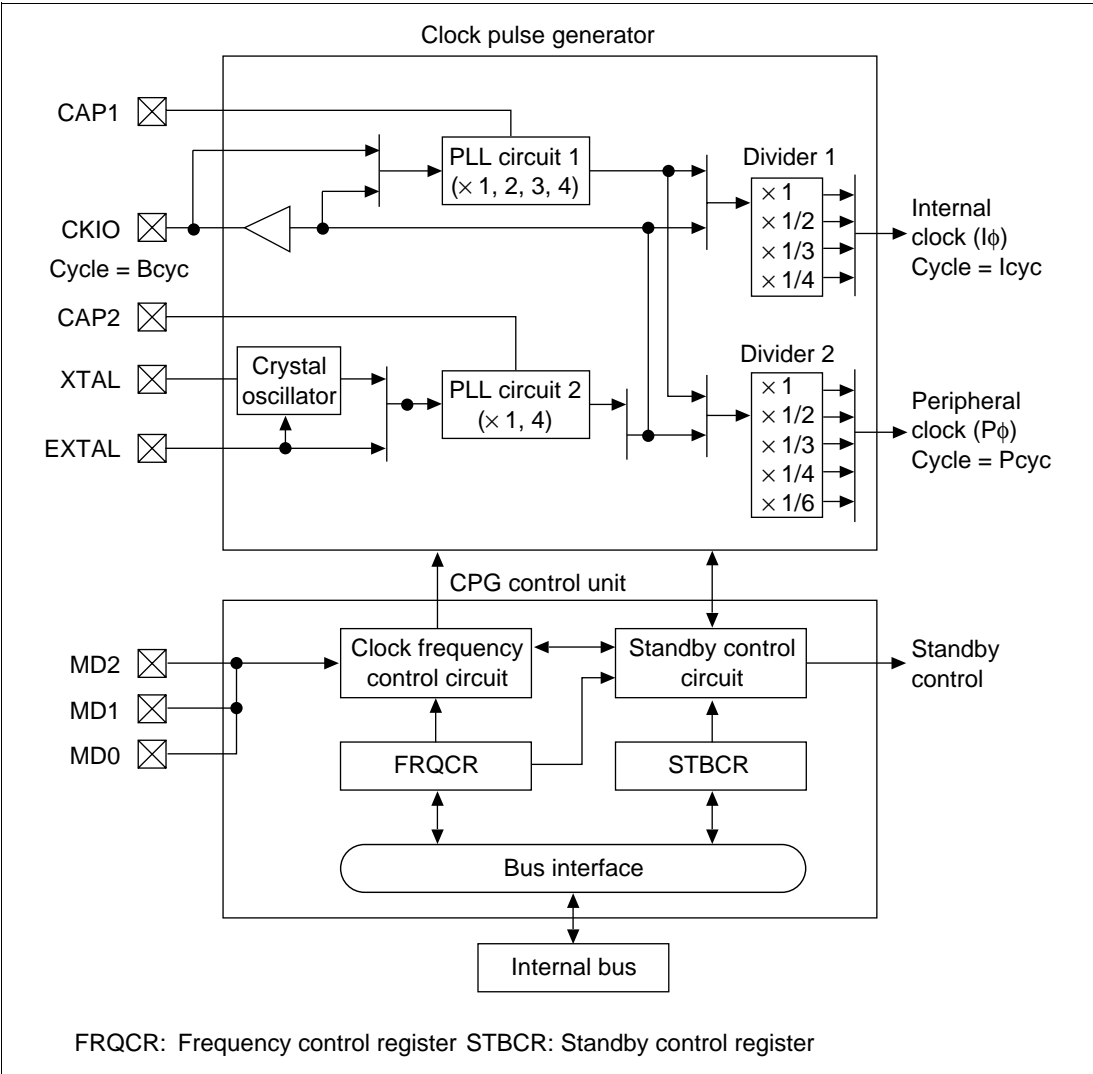 Clock pulse generator
CAP1
PLL circuit 1
(× 1, 2, 3, 4)
Divider 1
× 1
× 1/2
× 1/3
× 1/4
Internal
clock (Iϕ)
Cycle = Icyc
CKIO
Cycle = Bcyc
CAP2
XTAL
Crystal
oscillator
EXTAL
PLL circuit 2
(× 1, 4)
Divider 2
× 1
× 1/2
× 1/3
× 1/4
× 1/6
Peripheral
clock (Pϕ)
Cycle = Pcyc
CPG control unit
MD2
MD1
MD0
Clock frequency
control circuit
Standby control
circuit
Standby
control
FRQCR
STBCR
Bus interface
Internal bus
FRQCR: Frequency control register STBCR: Standby control register